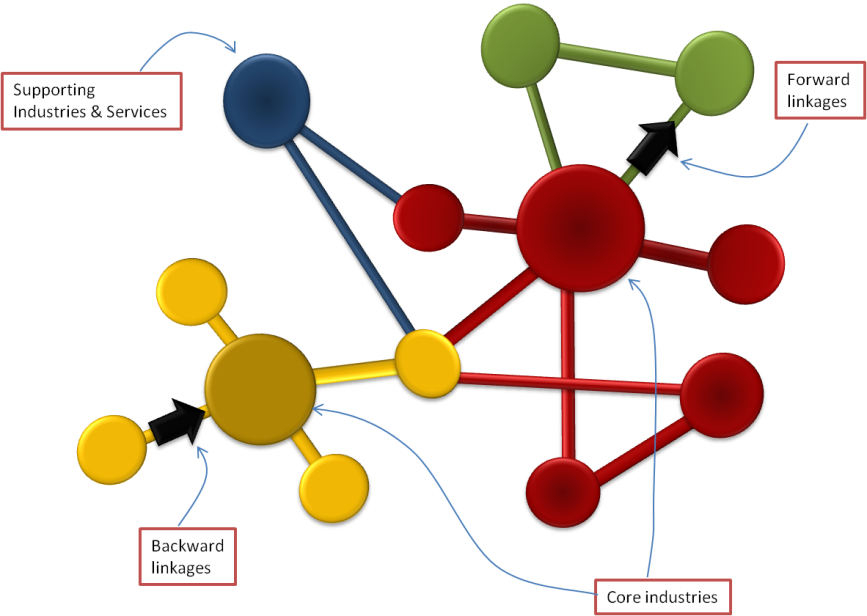 Supporting
Industries & Services
Forward
linkages
Backward
linkages
Core industries